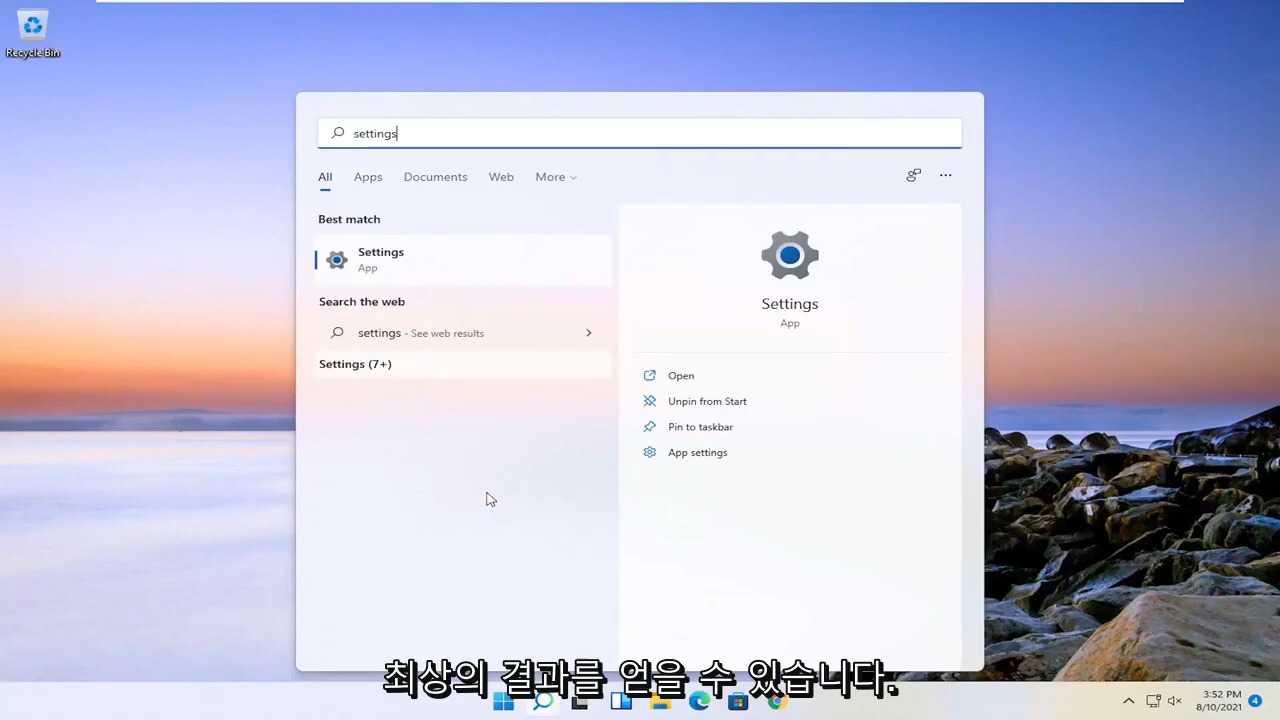 Recycle Bin
settings
All Apps Documents Web More
Best match
Settings
App
Search the web
settings - See web results
Settings (7+)
Settings
App
Open
Unpin from Start
Pin to taskbar
App settings
최상의 결과를 얻을 수 있습니다.
3:52 PM
8/10/2021
4